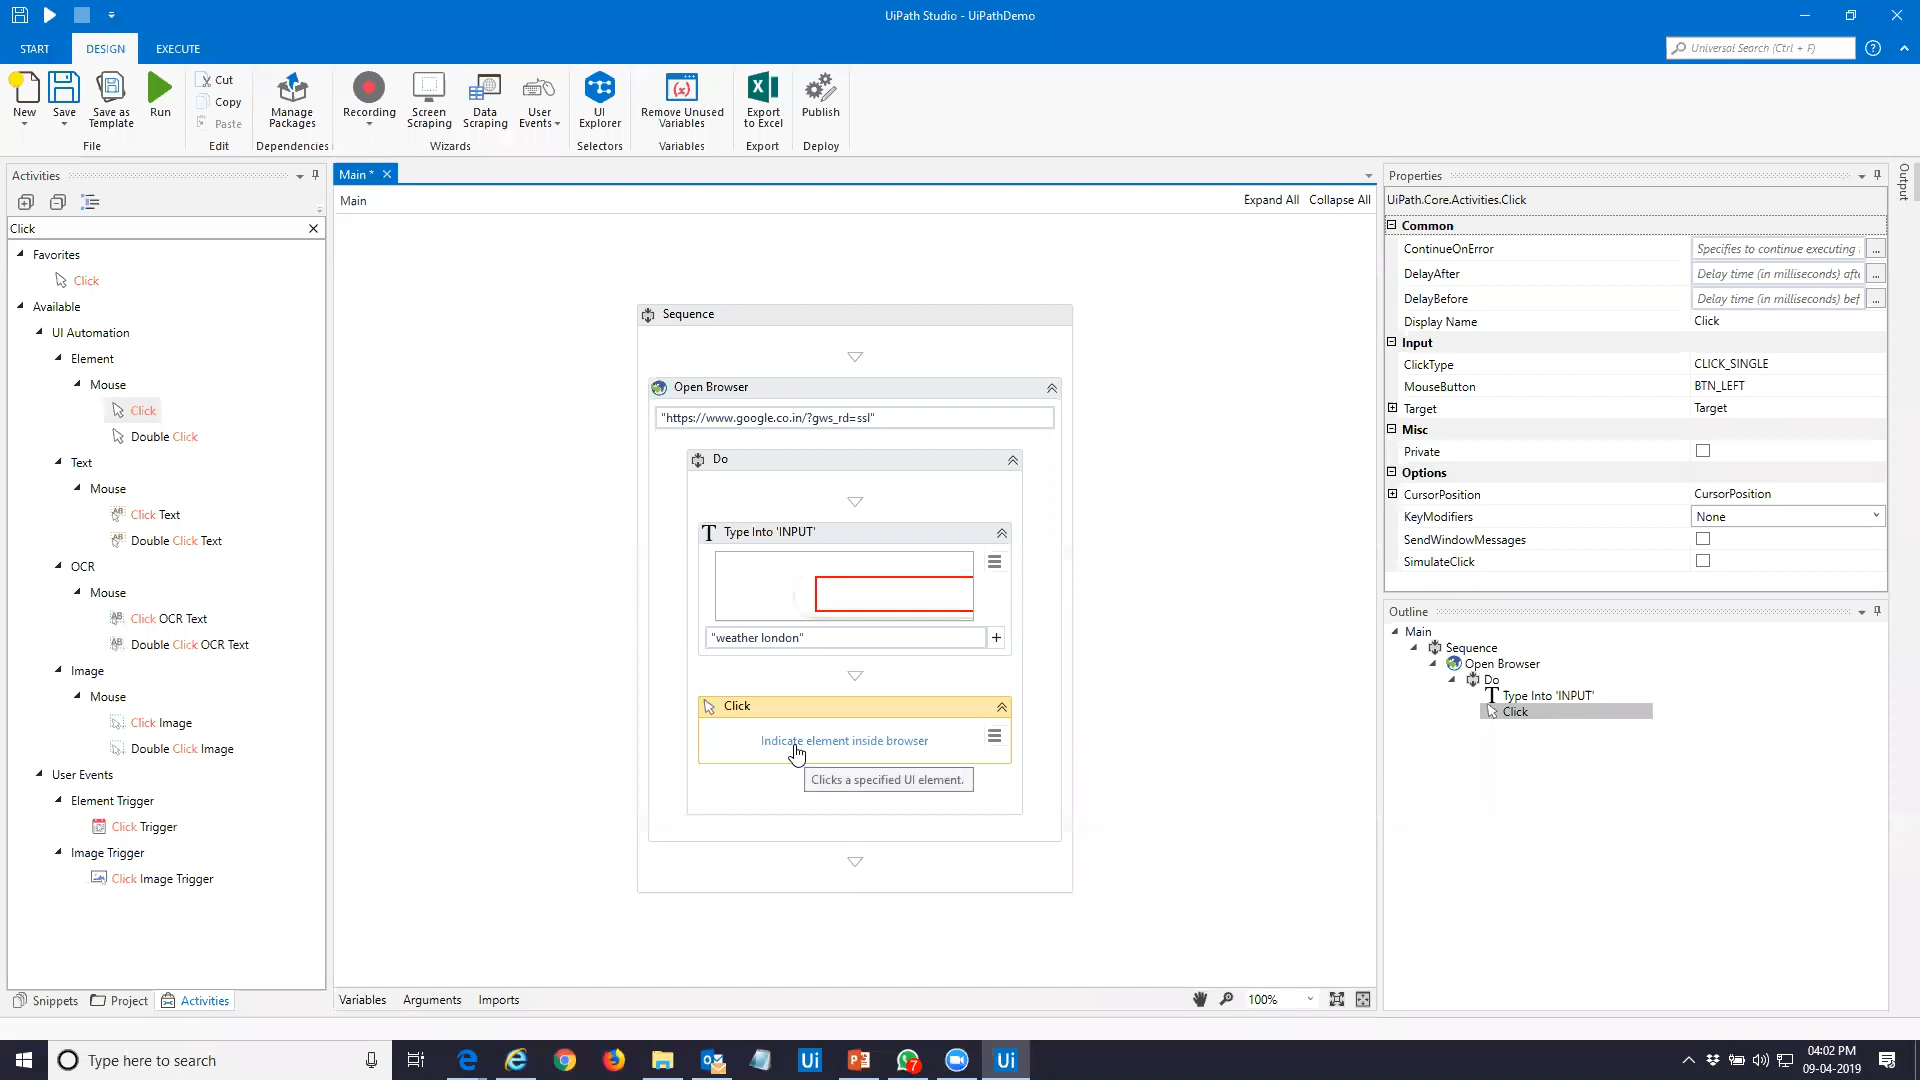 UiPath Studio - UiPathDemo
START
DESIGN
EXECUTE
Universal Search (Ctrl + F)
New
Save
Save as Template
Run
Cut
Copy
Paste
File
Edit
Manage Packages
Dependencies
Recording
Screen Scraping
Data Scraping
User Events
Wizards
UI Explorer
Selectors
Remove Unused Variables
Variables
Export to Excel
Export
Publish
Deploy
Activities
Click
Favorites
Click
Available
UI Automation
Element
Mouse
Click
Double Click
Text
Mouse
Click Text
Double Click Text
OCR
Mouse
Click OCR Text
Double Click OCR Text
Image
Mouse
Click Image
Double Click Image
User Events
Element Trigger
Click Trigger
Image Trigger
Click Image Trigger
Snippets
Project
Activities
Main *
Main
Expand All
Collapse All
Sequence
Open Browser
"https://www.google.co.in/?gws_rd=ssl"
Do
Type Into 'INPUT'
"weather london"
Click
Indicate element inside browser
Clicks a specified UI element.
Variables
Arguments
Imports
100%
Properties
UiPath.Core.Activities.Click
Common
ContinueOnError
Specifies to continue executing
DelayAfter
Delay time (in milliseconds) aft
DelayBefore
Delay time (in milliseconds) bef
Display Name
Click
Input
ClickType
CLICK_SINGLE
MouseButton
BTN_LEFT
Target
Target
Misc
Private
Options
CursorPosition
CursorPosition
KeyModifiers
None
SendWindowMessages
SimulateClick
Outline
Main
Sequence
Open Browser
Do
Type Into 'INPUT'
Click
Output
Type here to search
Ui
7
Ui
04:02 PM
09-04-2019